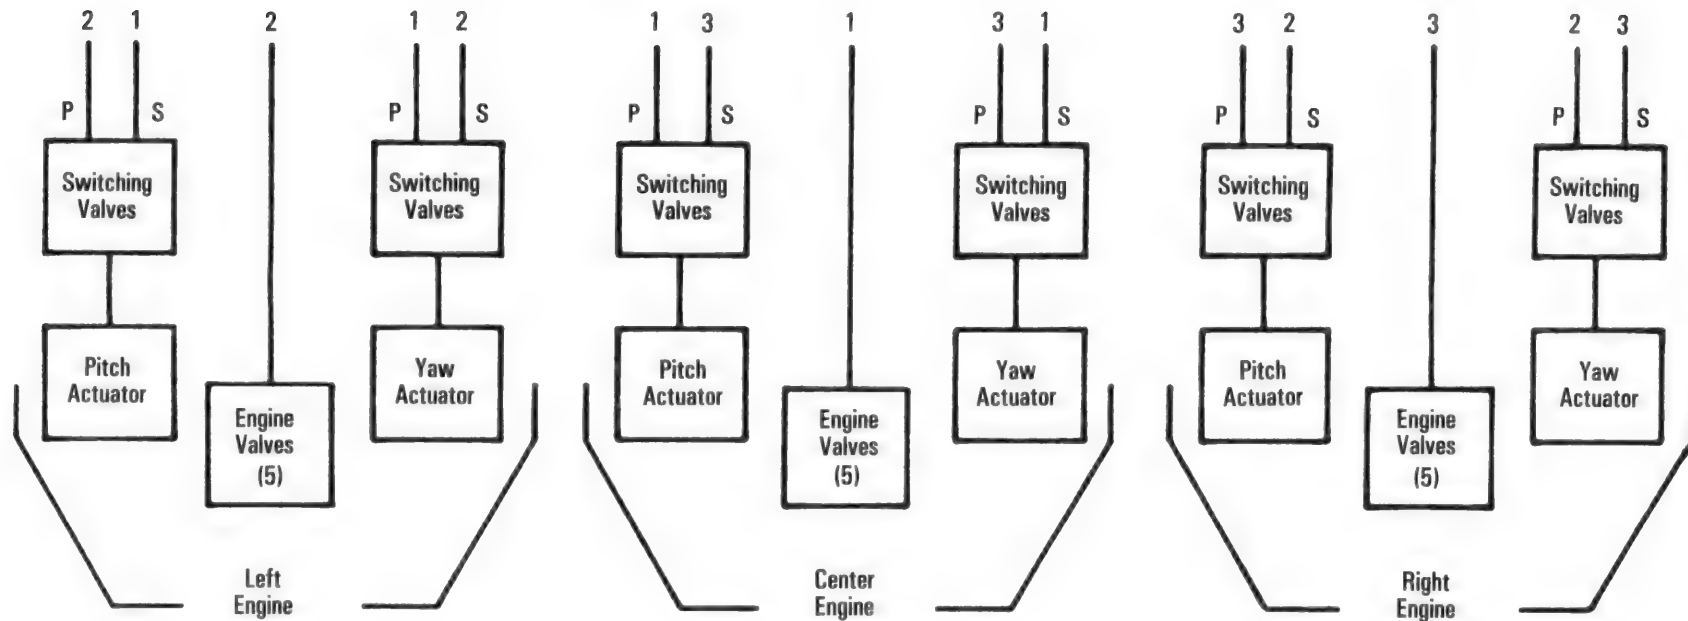 2 1 2 1 2 1 3 1 3 1 3 2 3 2 3
P S P S P S P S P S P S
Switching
Valves
Switching
Valves
Switching
Valves
Switching
Valves
Switching
Valves
Switching
Valves
Pitch
Actuator
Engine
Valves
(5)
Yaw
Actuator
Pitch
Actuator
Engine
Valves
(5)
Yaw
Actuator
Pitch
Actuator
Engine
Valves
(5)
Yaw
Actuator
Left
Engine
Center
Engine
Right
Engine